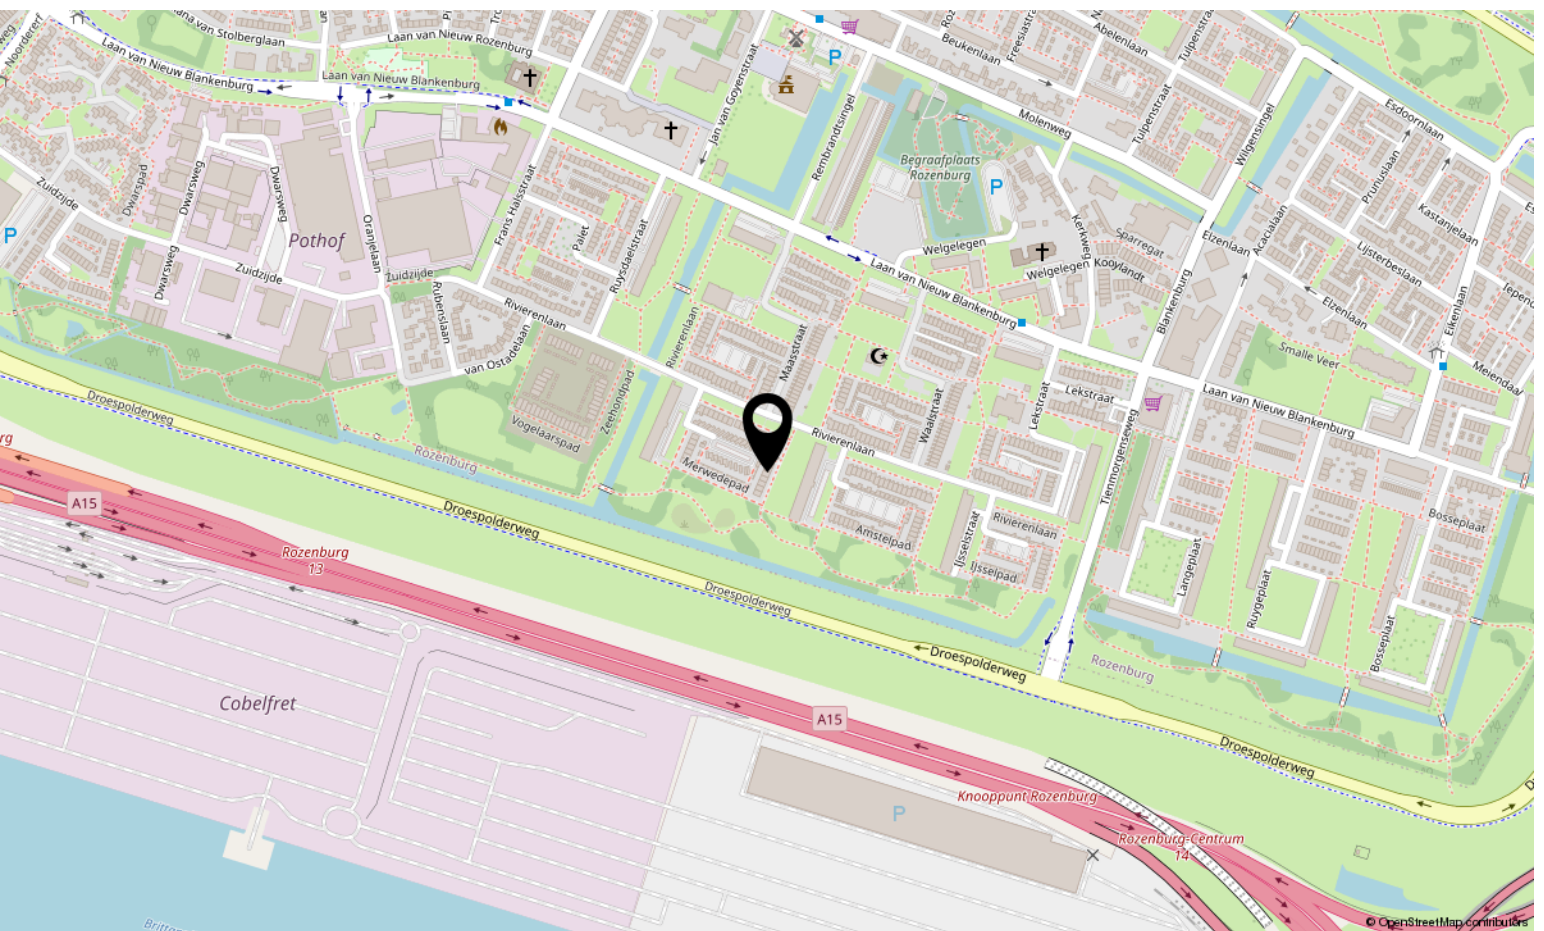 Laan van Stolberglaan
Laan van Nieuw Rozenburg
Laan van Nieuw Blankenburg
Laan van Nieuw Blankenburg
Jan van Goyenstraat
P
Beukenlaan
Freesiastraat
Abelenlaan
Tulpenstraat
Molenweg
Tulpenstraat
Rembrandtsingel
Begraafplaats
Rozenburg
P
Wilgensingel
Esdoornlaan
Prunuslaan
Kastanjelaan
Lijsterbeslaan
Acacialaan
Elzenlaan
Elzenlaan
Eikenlaan
Meiendaal
Smalle Veer
Zuidzijde
Dwarspad
Dwarsweg
Dwarsweg
Dwarsweg
P
Pothof
Oranjelaan
Zuidzijde
Zuidzijde
Frans Halsstraat
Palet
Ruysdaelstraat
Rubenslaan
van Ostadelaan
Rivierenlaan
Rivierenlaan
Maasstraat
Welgelegen
Welgelegen
Kerkweg
Kooylandt
Sparregat
Blankenburg
Laan van Nieuw Blankenburg
Laan van Nieuw Blankenburg
Lekstraat
Lekstraat
Waalstraat
Rivierenlaan
Tienmorgenseweg
Vogelaarspad
Zeehondpad
Merwedepad
Amstelpad
IJsselstraat
Rivierenlaan
IJsselpad
Langeplaat
Ruygeplaat
Bosseplaat
Bosseplaat
Droespolderweg
Rozenburg
Droespolderweg
Droespolderweg
Droespolderweg
Rozenburg
Droespolderweg
A15
Rozenburg
13
A15
Cobelfret
Knooppunt Rozenburg
P
Rozenburg-Centrum
14
© OpenStreetMap contributors